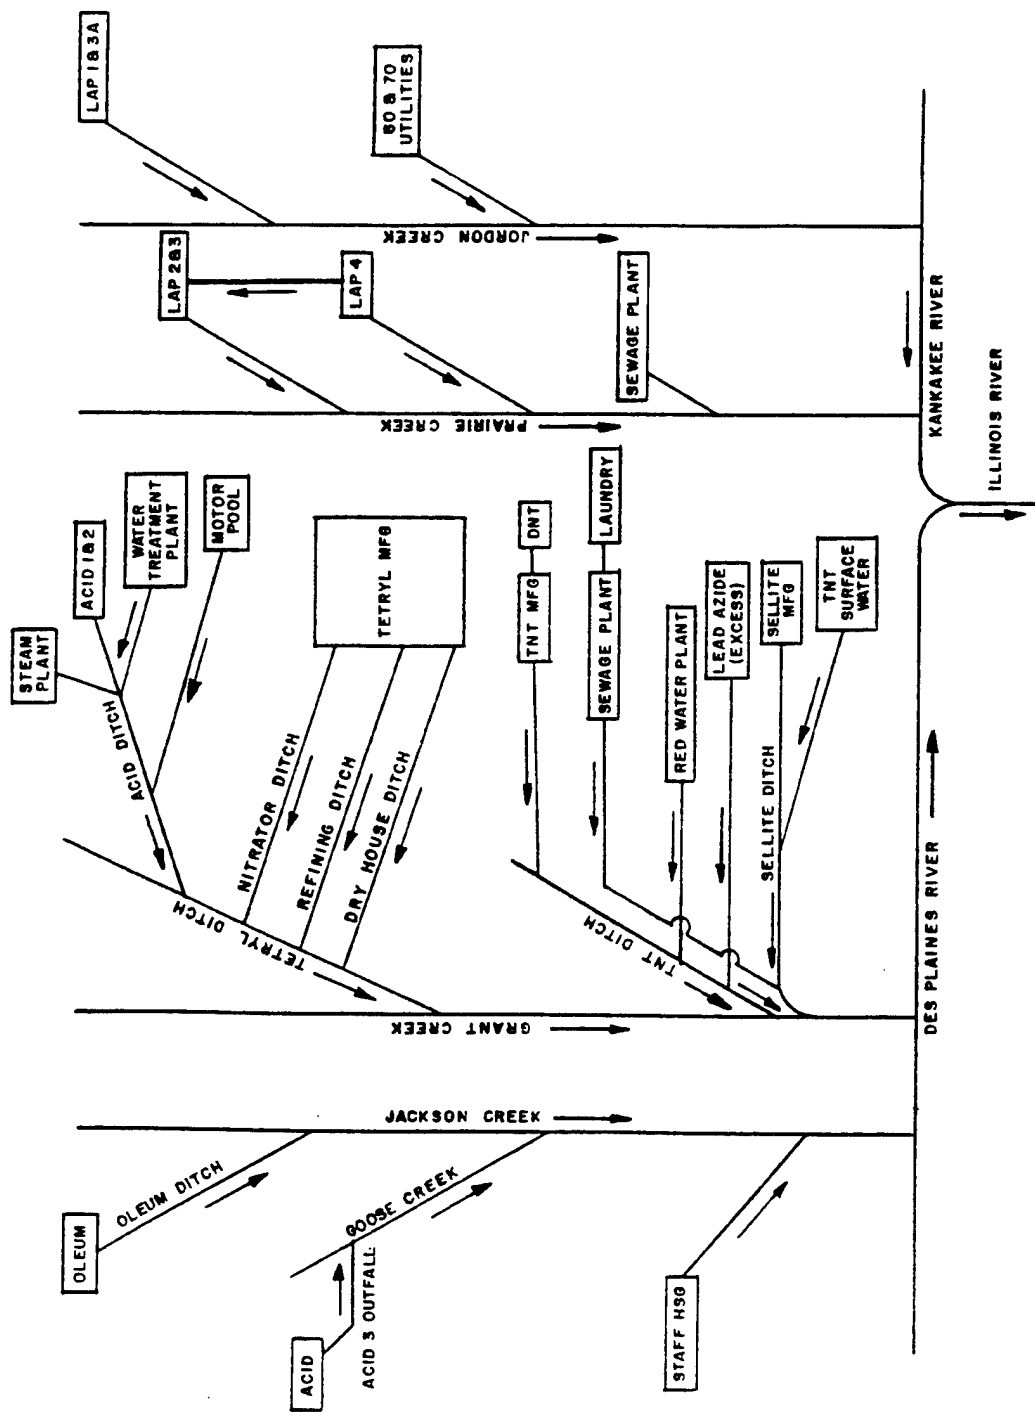 OLEUM
OLEUM DITCH
ACID
ACID 3 OUTFALL
GOOSE CREEK
STAFF HSG
JACKSON CREEK
GRANT CREEK
STEAM
PLANT
ACID 1&2
WATER
TREATMENT
PLANT
MOTOR
POOL
ACID DITCH
TETRYL DITCH
TETRYL MFG
NITRATOR DITCH
REFINING DITCH
DRY HOUSE DITCH
DNT
TNT MFG
LAUNDRY
SEWAGE PLANT
RED WATER PLANT
LEAD AZIDE
(EXCESS)
SELLITE
MFG
TNT
SURFACE
WATER
SELLITE DITCH
TNT DITCH
LAP 2&3
LAP 4
SEWAGE PLANT
PRAIRIE CREEK
LAP 1&3A
60 & 70
UTILITIES
JORDON CREEK
DES PLAINES RIVER
KANKAKEE RIVER
ILLINOIS RIVER